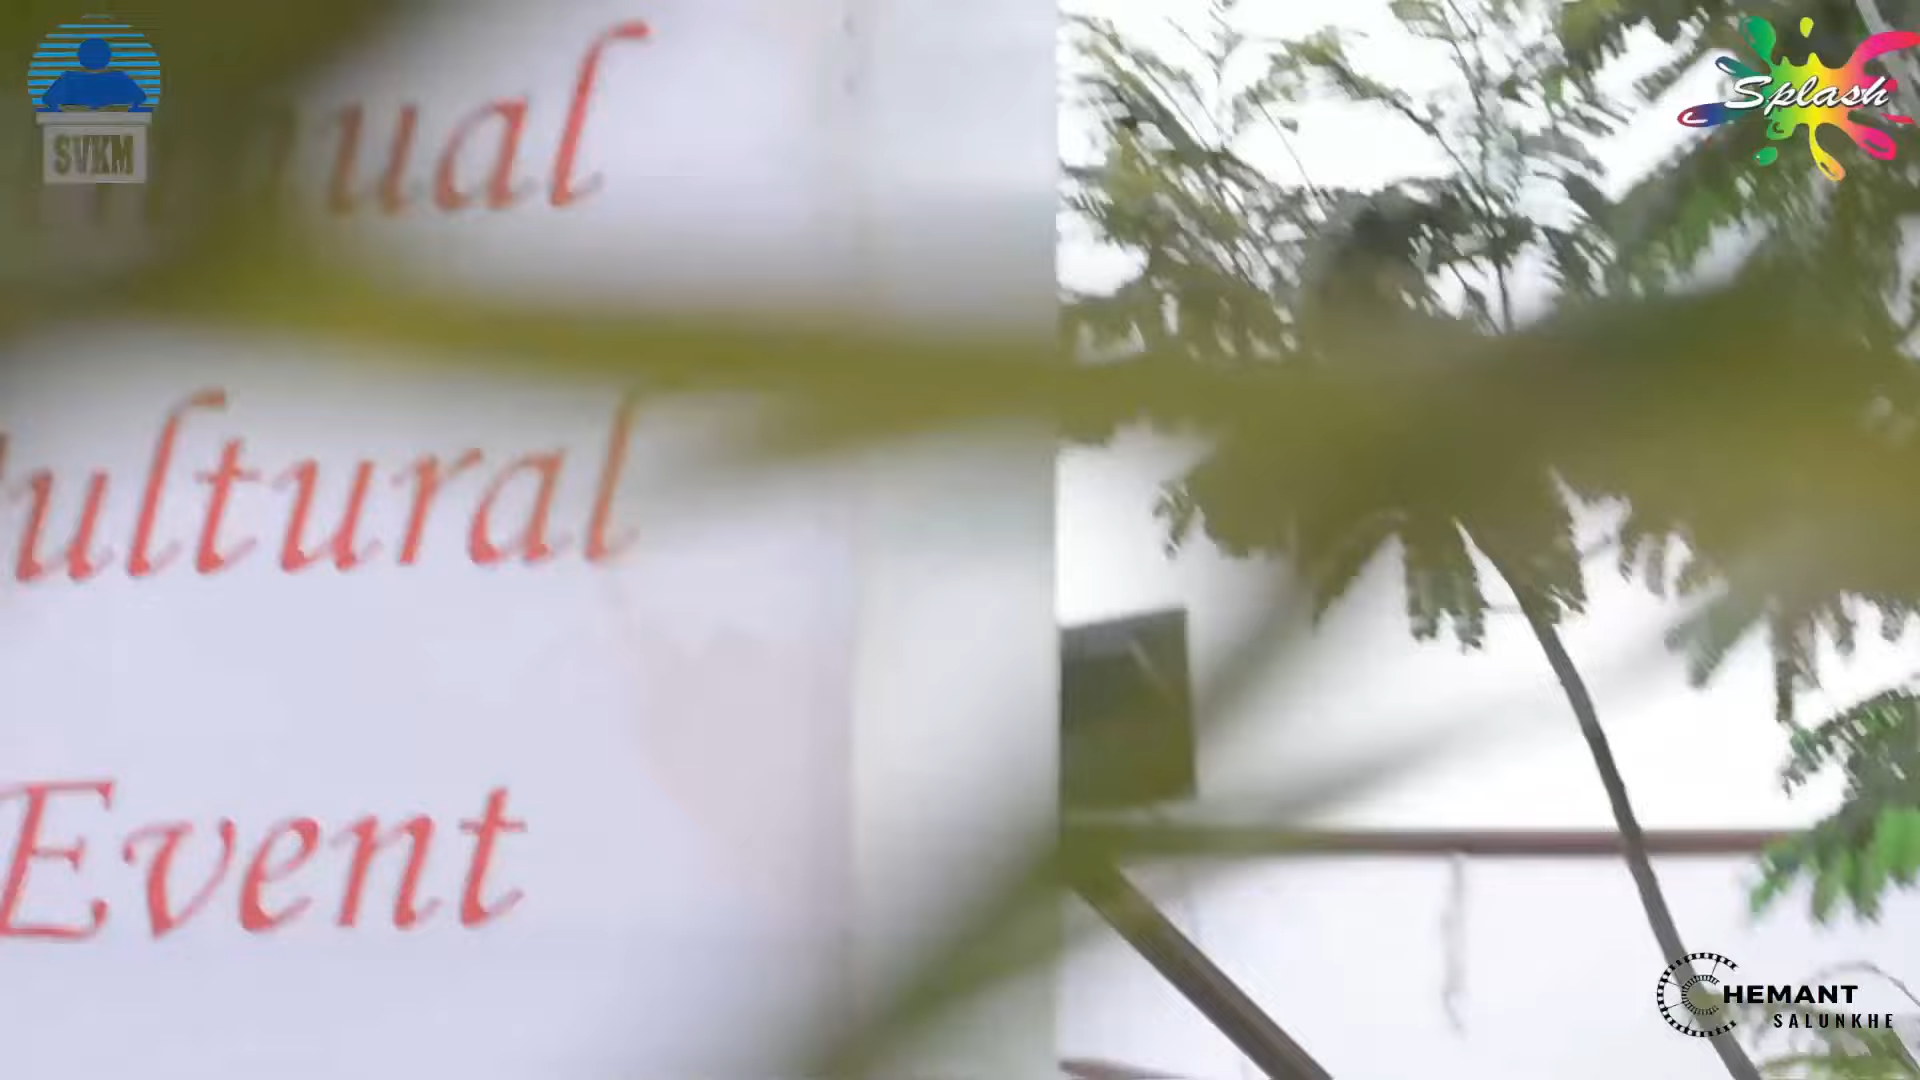 SVKM
ual
ultural
Event
Splash
HEMANT
SALUNKHE